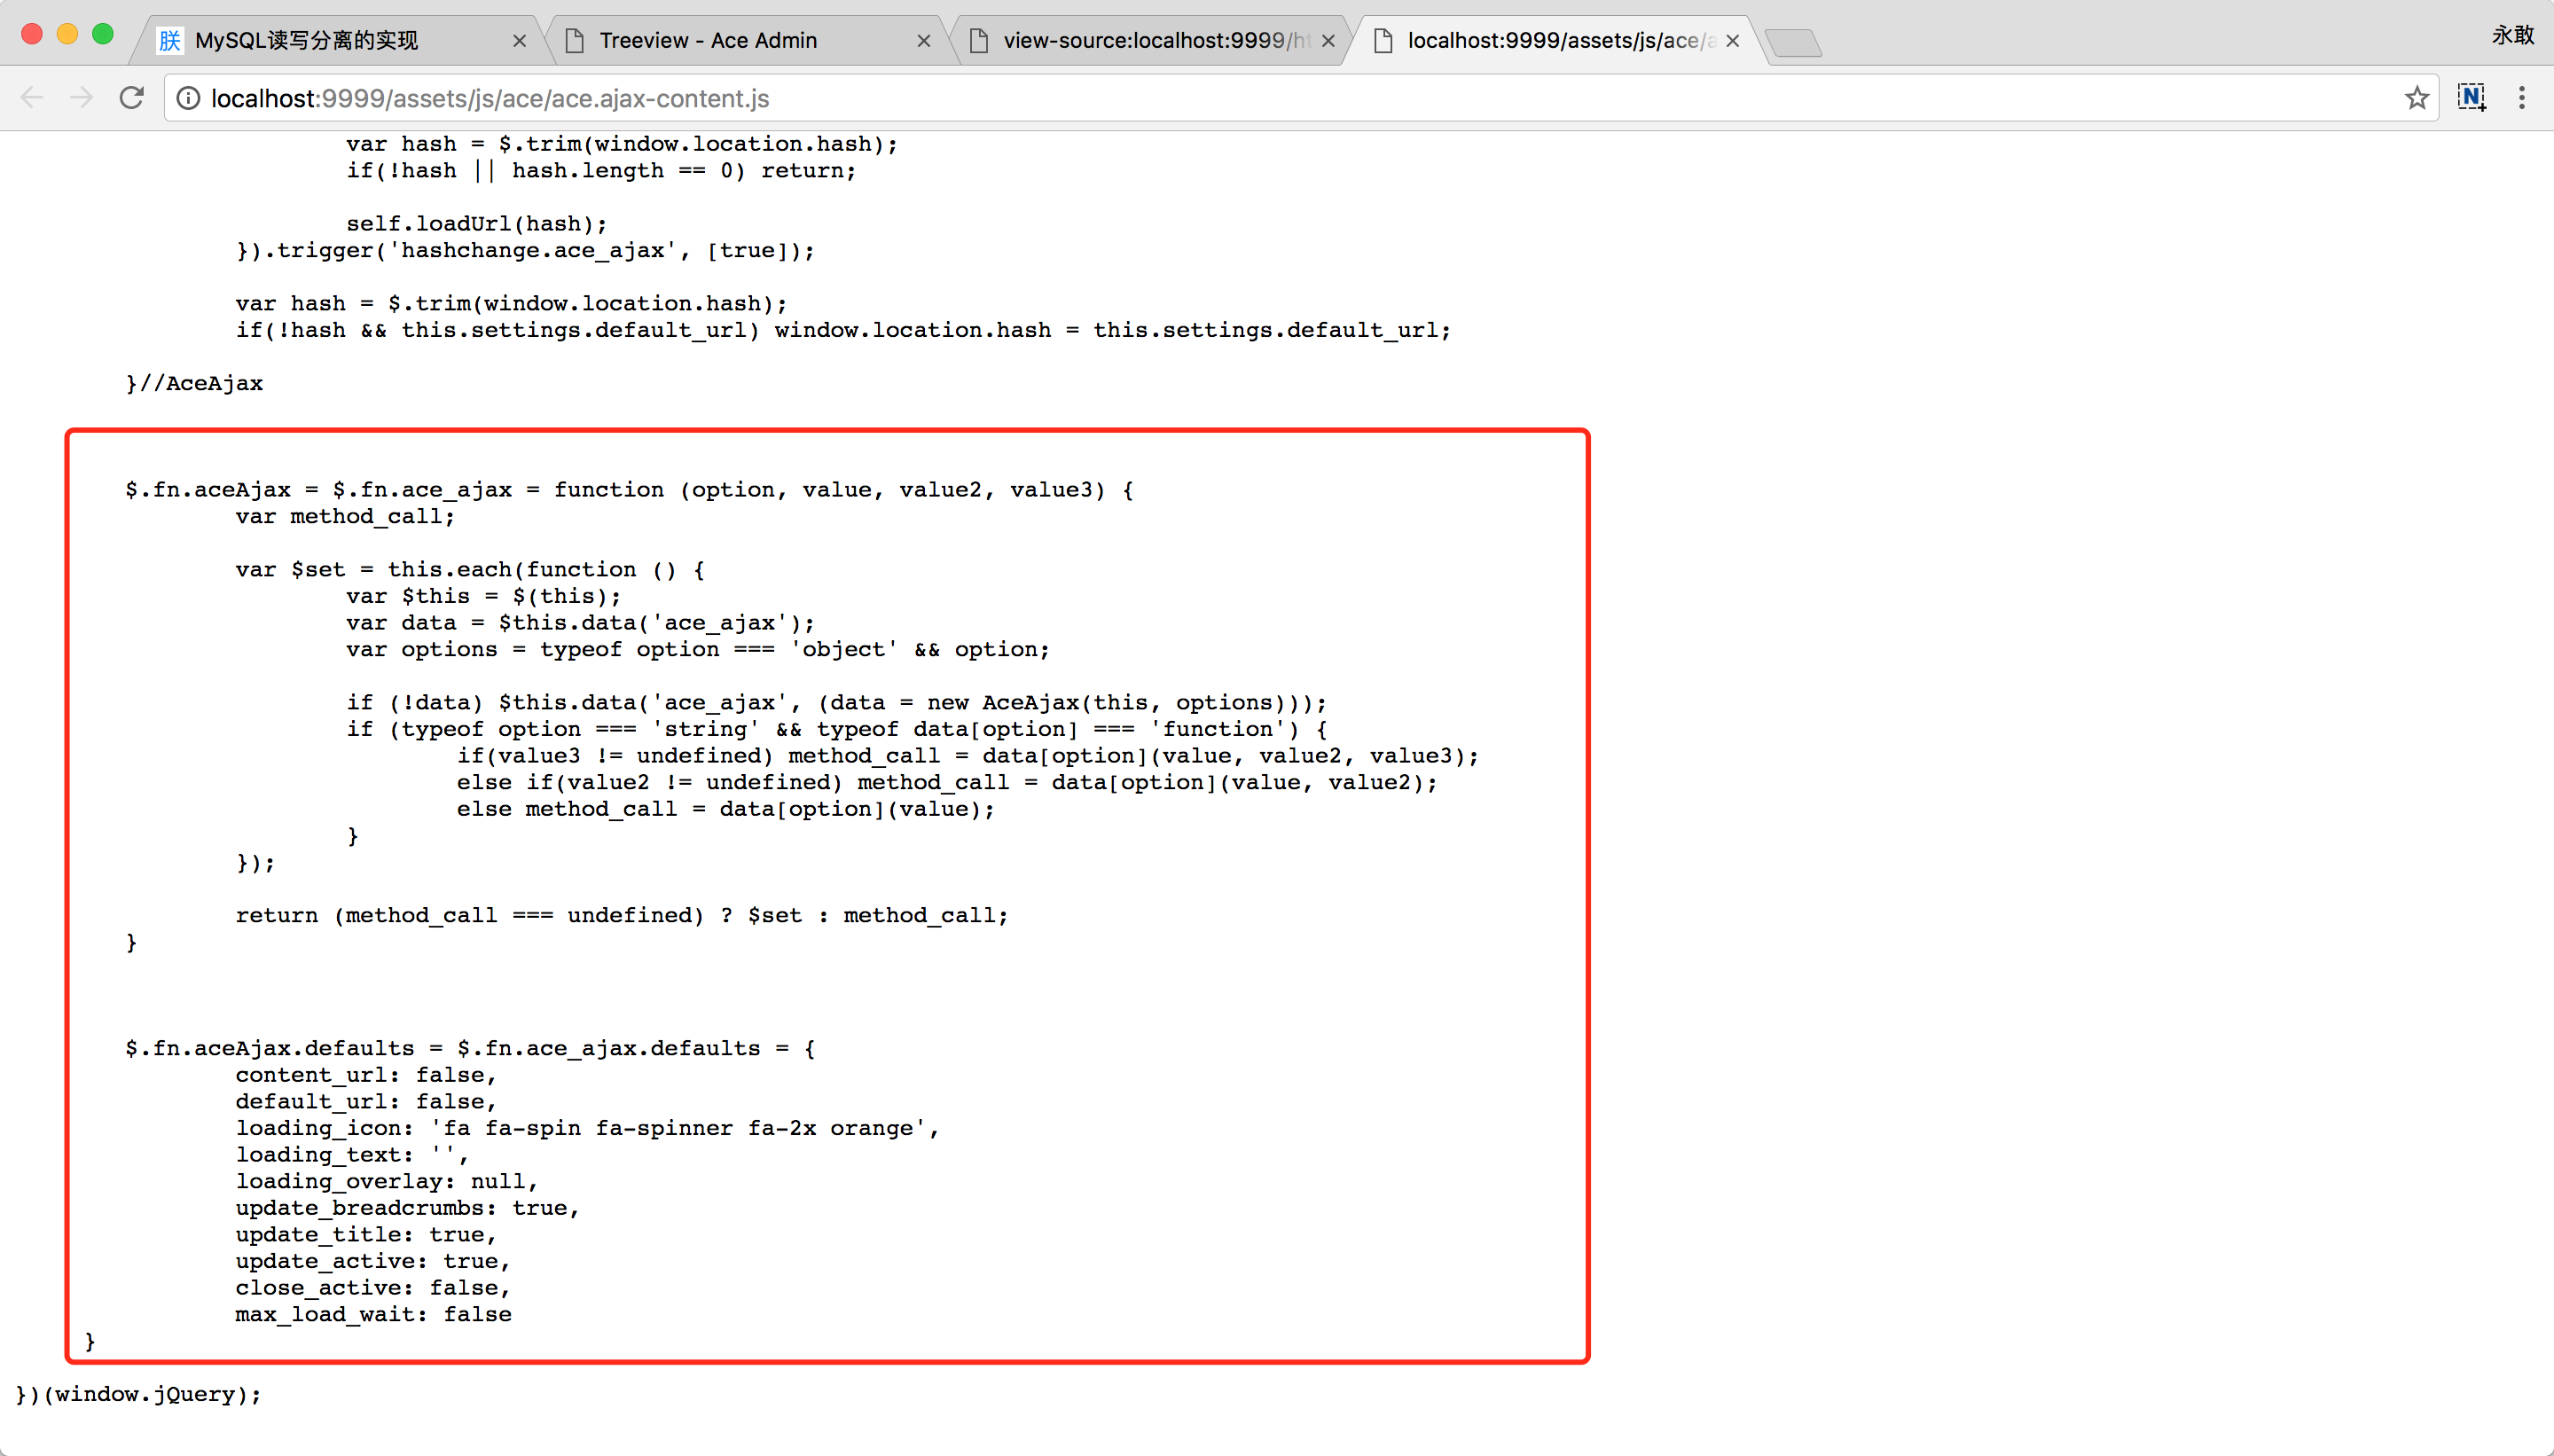 MySQL读写分离的实现
Treeview - Ace Admin
view-source:localhost:9999/ht
localhost:9999/assets/js/ace/a
永敢
localhost:9999/assets/js/ace/ace.ajax-content.js
var hash = $.trim(window.location.hash);
if(!hash || hash.length == 0) return;
self.loadUrl(hash);
}).trigger('hashchange.ace_ajax', [true]);
var hash = $.trim(window.location.hash);
if(!hash && this.settings.default_url) window.location.hash = this.settings.default_url;
}//AceAjax
$.fn.aceAjax = $.fn.ace_ajax = function (option, value, value2, value3) {
var method_call;
var $set = this.each(function () {
var $this = $(this);
var data = $this.data('ace_ajax');
var options = typeof option === 'object' && option;
if (!data) $this.data('ace_ajax', (data = new AceAjax(this, options)));
if (typeof option === 'string' && typeof data[option] === 'function') {
if(value3 != undefined) method_call = data[option](value, value2, value3);
else if(value2 != undefined) method_call = data[option](value, value2);
else method_call = data[option](value);
}
});
return (method_call === undefined) ? $set : method_call;
}
$.fn.aceAjax.defaults = $.fn.ace_ajax.defaults = {
content_url: false,
default_url: false,
loading_icon: 'fa fa-spin fa-spinner fa-2x orange',
loading_text: '',
loading_overlay: null,
update_breadcrumbs: true,
update_title: true,
update_active: true,
close_active: false,
max_load_wait: false
}
})(window.jQuery);